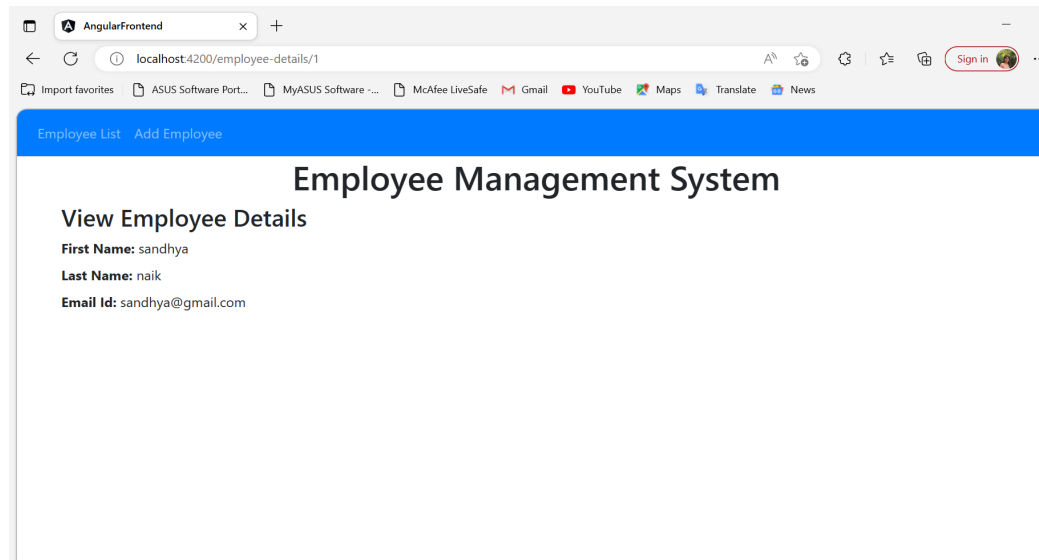 AngularFrontend
localhost:4200/employee-details/1
Sign in
Import favorites ASUS Software Port... MyASUS Software -... McAfee LiveSafe Gmail YouTube Maps Translate News
Employee List Add Employee
Employee Management System
View Employee Details
First Name: sandhya
Last Name: naik
Email Id: sandhya@gmail.com